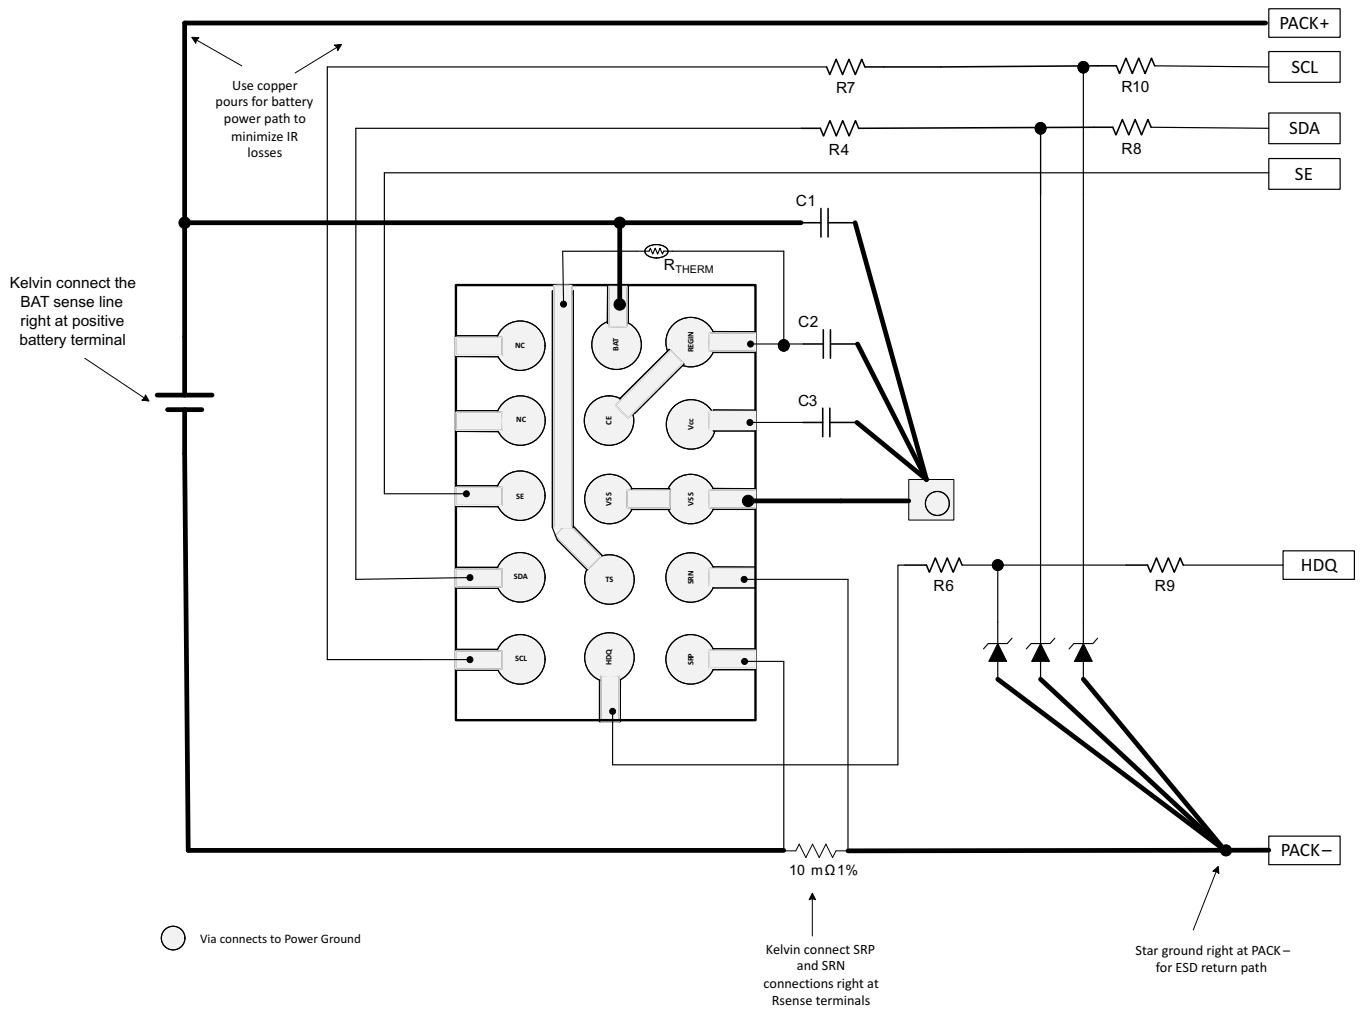 PACK+
SCL
R7
R10
Use copper
pours for battery
power path to
minimize IR
losses
SDA
R4
R8
SE
C1
RTHERM
Kelvin connect the
BAT sense line
right at positive
battery terminal
NC
BAT
REGIN
C2
NC
CE
Vcc
C3
SE
VSS
VSS
SDA
TS
SRN
R6
R9
HDQ
SCL
HDQ
SRP
10 mΩ 1%
PACK–
Via connects to Power Ground
Kelvin connect SRP
and SRN
connections right at
Rsense terminals
Star ground right at PACK–
for ESD return path